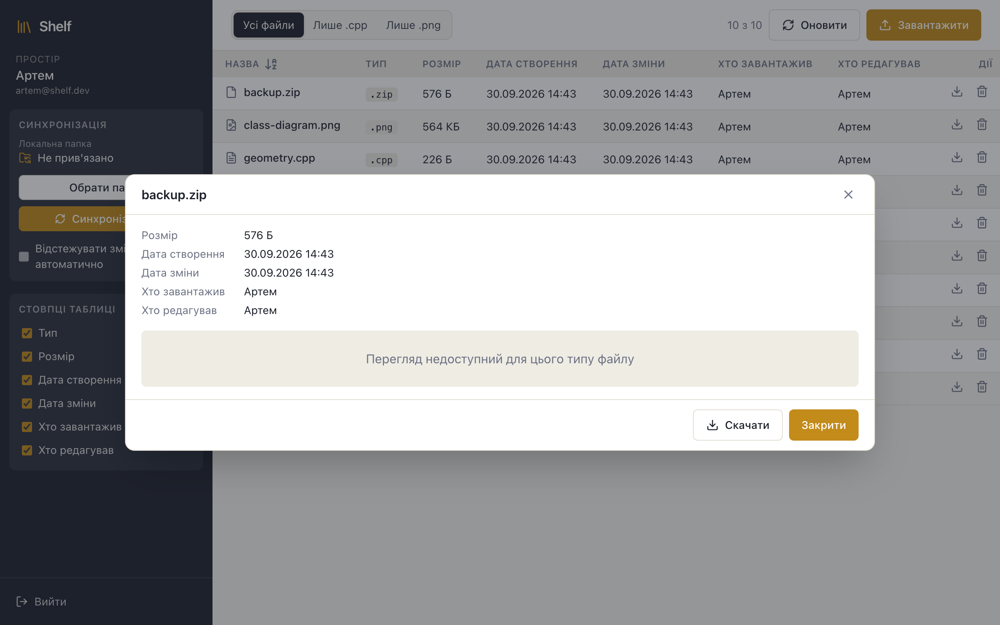 Shelf
ПРОСТІР
Артем
artem@shelf.dev
СИНХРОНІЗАЦІЯ
Локальна папка
Не прив'язано
Обрати па
Синхроніз
Відстежувати змі
автоматично
СТОВПЦІ ТАБЛИЦІ
Тип
Розмір
Дата створення
Дата зміни
Хто завантажив
Хто редагував
Вийти
Усі файли Лише .cpp Лише .png 10 з 10 Оновити Завантажити
НАЗВА ТИП РОЗМІР ДАТА СТВОРЕННЯ ДАТА ЗМІНИ ХТО ЗАВАНТАЖИВ ХТО РЕДАГУВАВ ДІЇ
backup.zip .zip 576 Б 30.09.2026 14:43 30.09.2026 14:43 Артем Артем
class-diagram.png .png 564 КБ 30.09.2026 14:43 30.09.2026 14:43 Артем Артем
geometry.cpp .cpp 226 Б 30.09.2026 14:43 30.09.2026 14:43 Артем Артем
backup.zip
Розмір 576 Б
Дата створення 30.09.2026 14:43
Дата зміни 30.09.2026 14:43
Хто завантажив Артем
Хто редагував Артем
Перегляд недоступний для цього типу файлу
Скачати Закрити